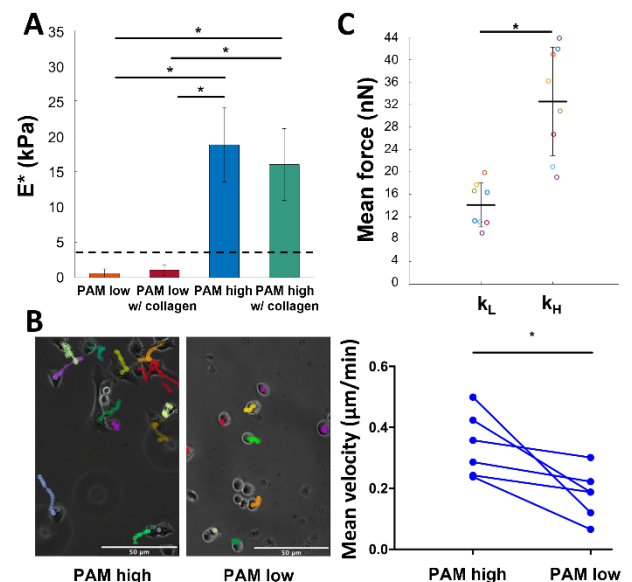 A
*
*
*
*
E* (kPa)
35
30
25
20
15
10
5
0
PAM low
PAM low
w/ collagen
PAM high
PAM high
w/ collagen
C
*
Mean force (nN)
44
40
36
32
28
24
20
16
12
8
4
0
kL
kH
B
50 µm
50 µm
PAM high
PAM low
*
Mean velocity (µm/min)
0.6
0.4
0.2
0.0
PAM high
PAM low